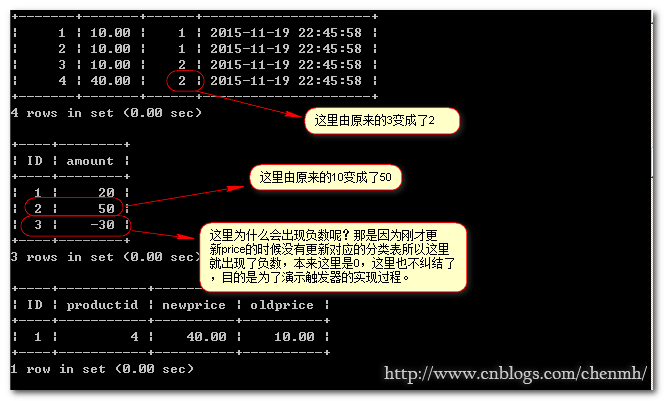 1 | 10.00 | 1 | 2015-11-19 22:45:58 |
2 | 10.00 | 1 | 2015-11-19 22:45:58 |
3 | 10.00 | 2 | 2015-11-19 22:45:58 |
4 | 40.00 | 2 | 2015-11-19 22:45:58 |
4 rows in set (0.00 sec)
这里由原来的3变成了2
| ID | amount |
这里由原来的10变成了50
| 1 | 20 |
| 2 | 50 |
| 3 | -30 |
这里为什么会出现负数呢？那是因为刚才更
新price的时候没有更新对应的分类表所以这里
就出现了负数，本来这里是0，这里也不纠结了
，目的是为了演示触发器的实现过程。
3 rows in set (0.00 sec)
| ID | productid | newprice | oldprice |
| 1 | 4 | 40.00 | 10.00 |
1 row in set (0.00 sec)
http://www.cnblogs.com/chenmh/